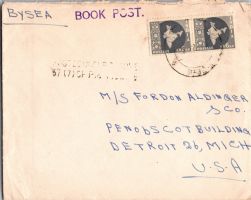 BYSEA
BOOK POST.
M/S FORDON ALDINGER
& CO.
PENOBSCOT BUILDING
DETROIT 26, MICH
U.S.A